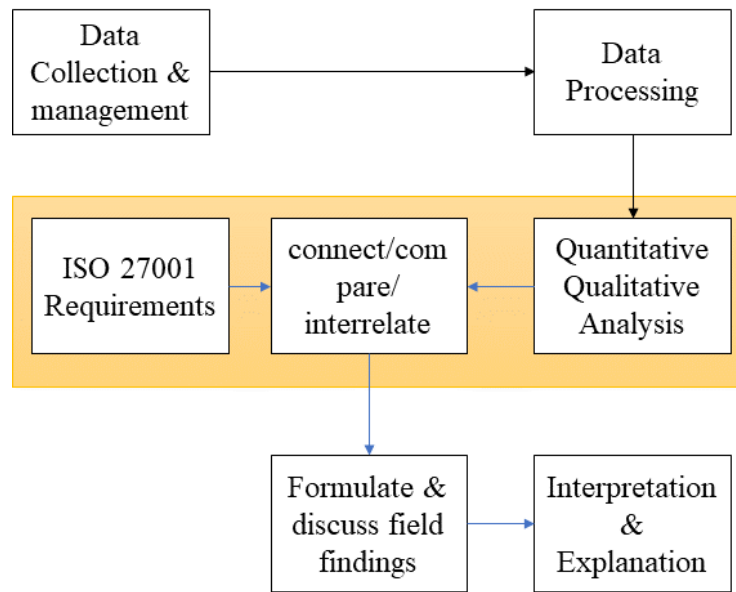 Data
Collection &
management
Data
Processing
ISO 27001
Requirements
connect/com
pare/
interrelate
Quantitative
Qualitative
Analysis
Formulate &
discuss field
findings
Interpretation
&
Explanation